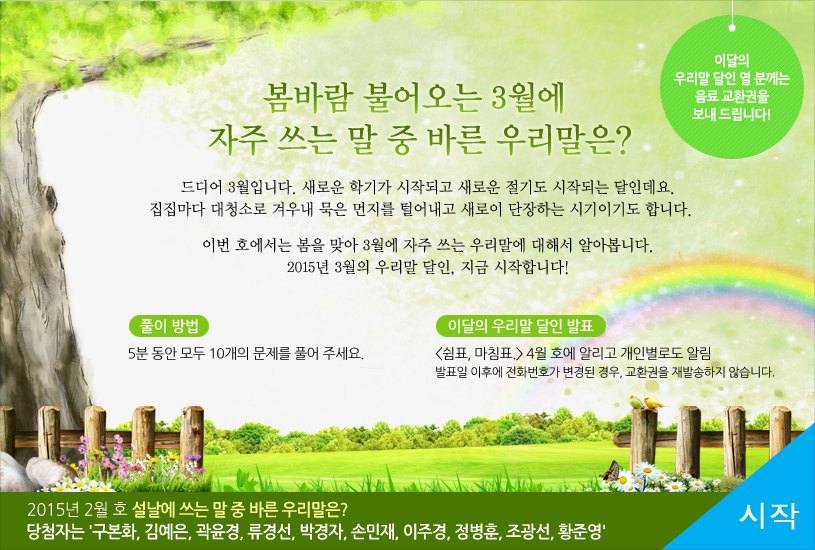 이달의
우리말 달인 열 분께는
음료 교환권을
보내 드립니다!
봄바람 불어오는 3월에
자주 쓰는 말 중 바른 우리말은?
드디어 3월입니다. 새로운 학기가 시작되고 새로운 절기도 시작되는 달인데요.
집집마다 대청소로 겨우내 묵은 먼지를 털어내고 새로이 단장하는 시기이기도 합니다.
이번 호에서는 봄을 맞아 3월에 자주 쓰는 우리말에 대해서 알아봅니다.
2015년 3월의 우리말 달인, 지금 시작합니다!
풀이 방법
5분 동안 모두 10개의 문제를 풀어 주세요.
이달의 우리말 달인 발표
<쉼표, 마침표.> 4월 호에 알리고 개인별로도 알림
발표일 이후에 전화번호가 변경된 경우, 교환권을 재발송하지 않습니다.
2015년 2월 호 설날에 쓰는 말 중 바른 우리말은?
당첨자는 '구본화, 김예은, 곽윤경, 류경선, 박경자, 손민재, 이주경, 정병훈, 조광선, 황준영'
시작